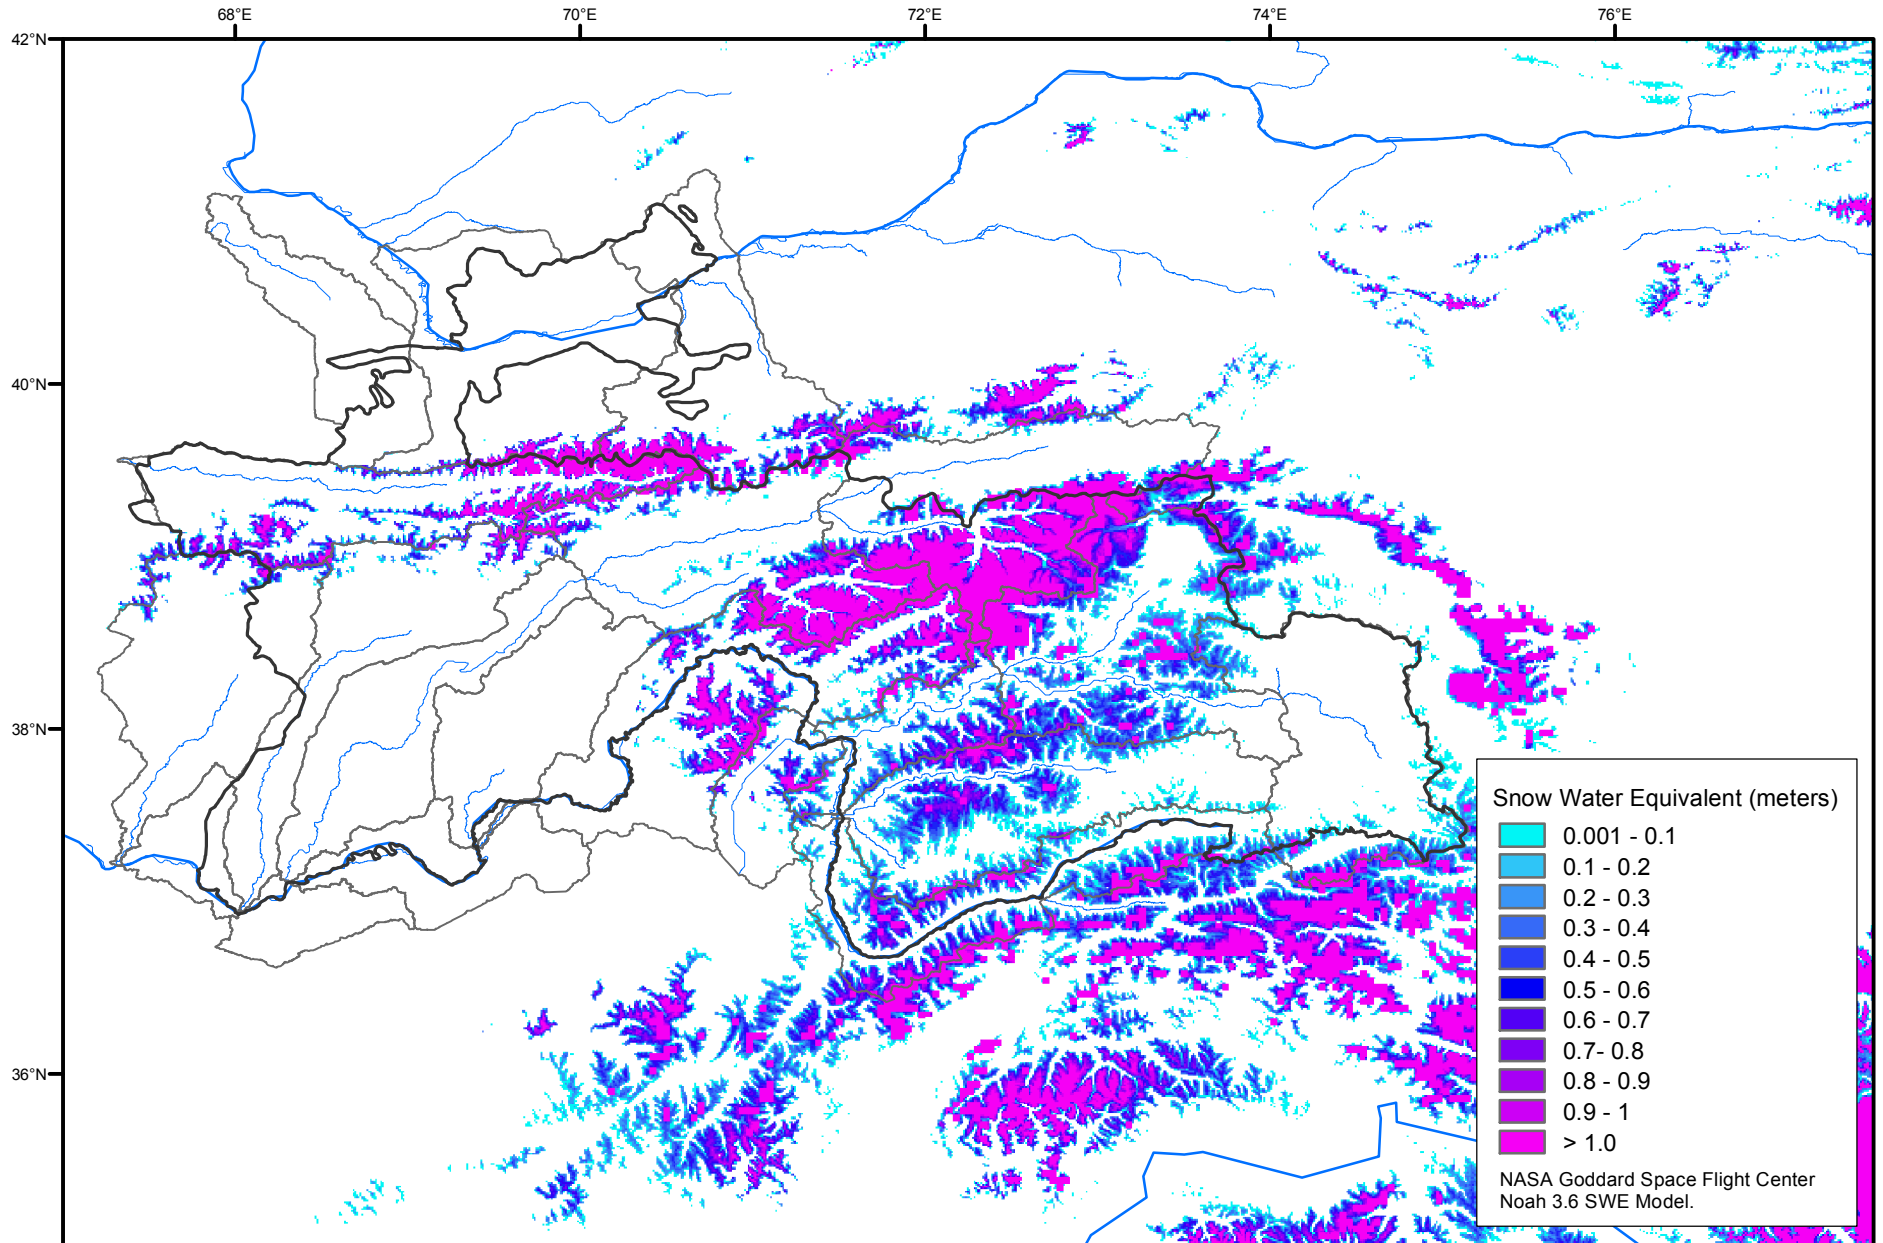 68°E
70°E
72°E
74°E
76°E
42°N
40°N
38°N
36°N
Snow Water Equivalent (meters)
0.001 - 0.1
0.1 - 0.2
0.2 - 0.3
0.3 - 0.4
0.4 - 0.5
0.5 - 0.6
0.6 - 0.7
0.7- 0.8
0.8 - 0.9
0.9 - 1
> 1.0
NASA Goddard Space Flight Center
Noah 3.6 SWE Model.